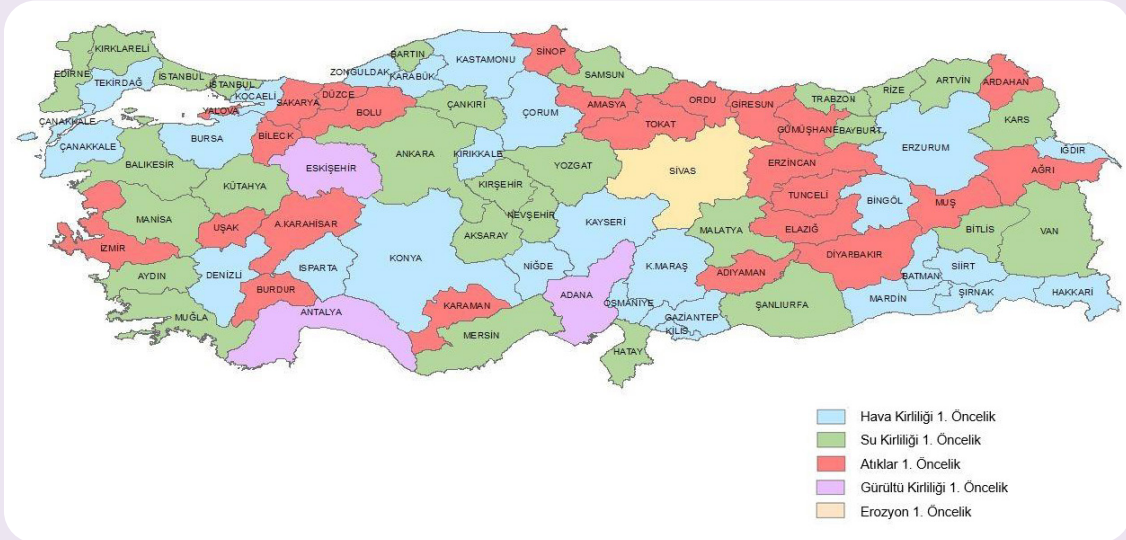 KIRKLARELİ
EDİRNE
TEKİRDAĞ
İSTANBUL
İSTANBUL
KOCAELİ
YALOVA
SAKARYA
DÜZCE
BOLU
ZONGULDAK
BARTIN
KARABÜK
KASTAMONU
SİNOP
SAMSUN
ÇANKIRI
ÇORUM
AMASYA
TOKAT
ORDU
GİRESUN
TRABZON
RİZE
ARTVİN
ARDAHAN
KARS
GÜMÜŞHANE
BAYBURT
ERZURUM
IĞDIR
AĞRI
ÇANAKKALE
ÇANAKKALE
BURSA
BİLECK
BALIKESİR
KÜTAHYA
ESKİŞEHİR
ANKARA
KIRIKKALE
KIRŞEHİR
YOZGAT
SİVAS
ERZİNCAN
TUNCELİ
BİNGÖL
MUŞ
BİTLİS
VAN
MANİSA
UŞAK
A.KARAHİSAR
İZMİR
AYDIN
DENİZLİ
ISPARTA
BURDUR
KONYA
AKSARAY
NEVŞEHİR
KAYSERİ
NİĞDE
MALATYA
ELAZIĞ
DİYARBAKIR
BATMAN
SİİRT
ŞIRNAK
HAKKARİ
MUĞLA
ANTALYA
KARAMAN
MERSİN
ADANA
OSMANİYE
K.MARAŞ
ADIYAMAN
GAZİANTEP
KİLİS
HATAY
ŞANLIURFA
MARDİN
Hava Kirliliği 1. Öncelik
Su Kirliliği 1. Öncelik
Atıklar 1. Öncelik
Gürültü Kirliliği 1. Öncelik
Erozyon 1. Öncelik